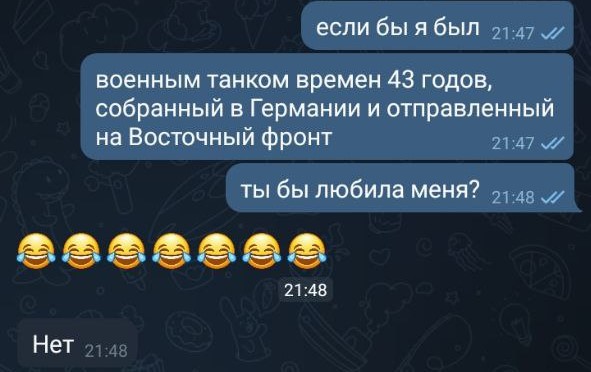 если бы я был 21:47
военным танком времен 43 годов,
собранный в Германии и отправленный
на Восточный фронт 21:47
ты бы любила меня? 21:48
😂😂😂😂😂😂😂
21:48
Нет 21:48